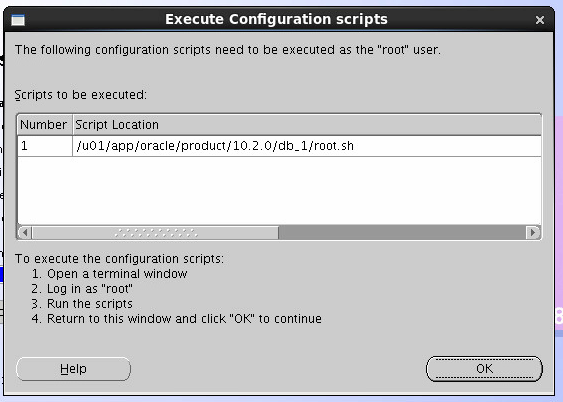 Execute Configuration scripts
The following configuration scripts need to be executed as the "root" user.
Scripts to be executed:
Number Script Location
1 /u01/app/oracle/product/10.2.0/db_1/root.sh
To execute the configuration scripts:
1. Open a terminal window
2. Log in as "root"
3. Run the scripts
4. Return to this window and click "OK" to continue
Help OK